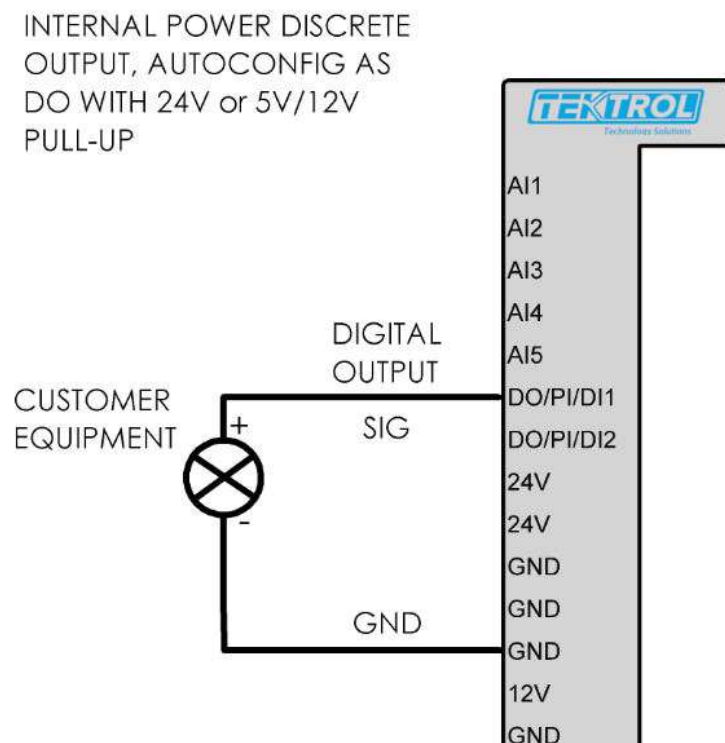 INTERNAL POWER DISCRETE
OUTPUT, AUTOCONFIG AS
DO WITH 24V or 5V/12V
PULL-UP
TEKTROL
Technology Solutions
AI1
AI2
AI3
AI4
AI5
DIGITAL
OUTPUT
DO/PI/DI1
CUSTOMER
EQUIPMENT
+
SIG
DO/PI/DI2
24V
-
24V
GND
GND
GND
GND
12V
GND